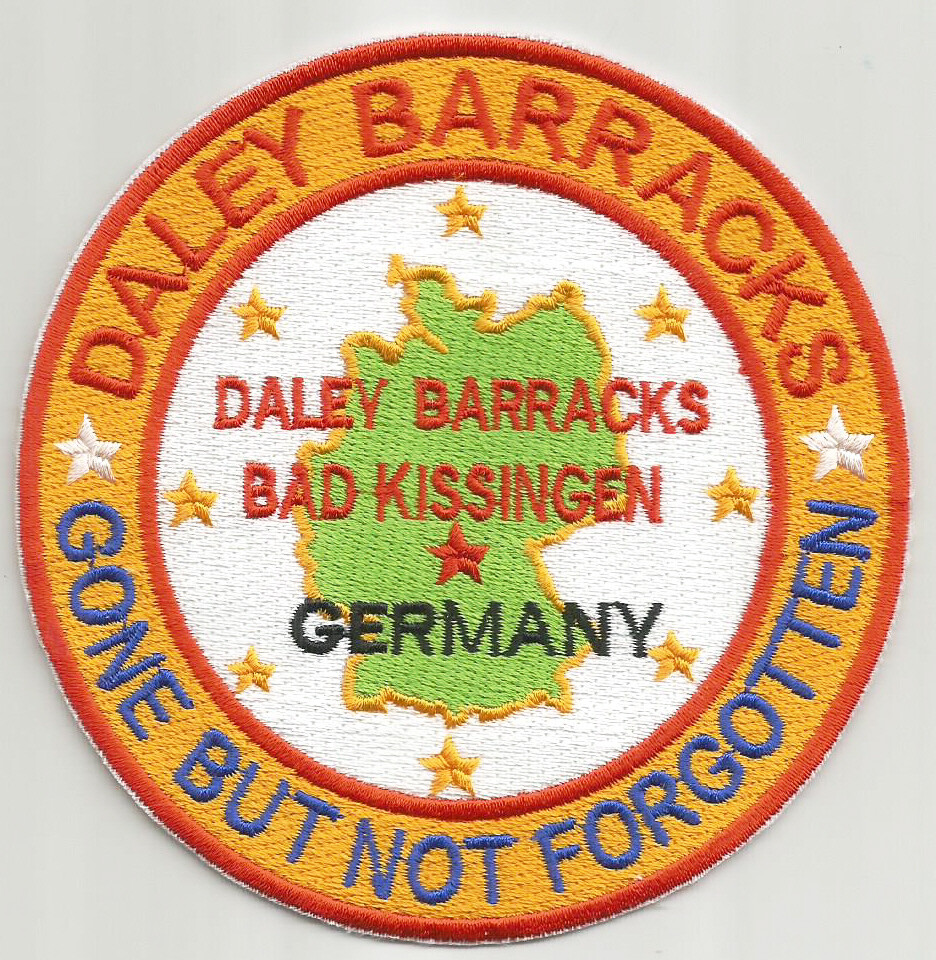 DALEY BARRACKS
DALEY BARRACKS
BAD KISSINGEN
GERMANY
GONE BUT NOT FORGOTTEN